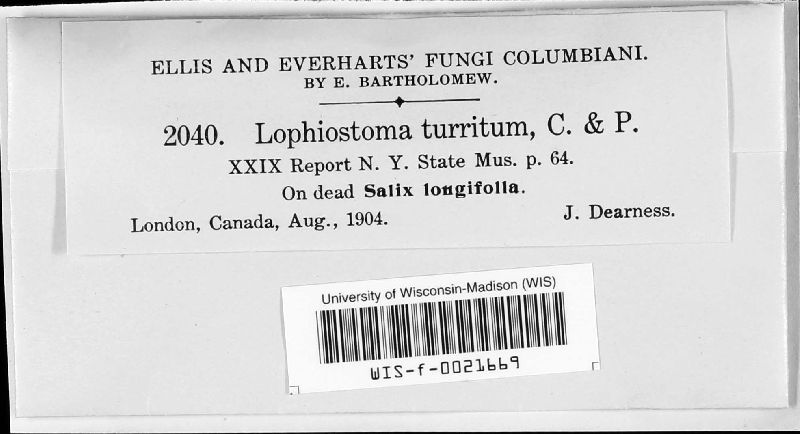 ELLIS AND EVERHARTS' FUNGI COLUMBIANI.
BY E. BARTHOLOMEW.
2040. Lophiostoma turritum, C. & P.
XXIX Report N. Y. State Mus. p. 64.
On dead Salix longifolla.
London, Canada, Aug., 1904. J. Dearness.
University of Wisconsin-Madison (WIS)
WIS-f-0021669